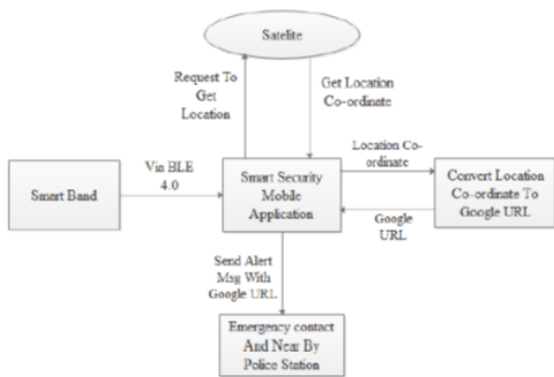 Satelite
Request To
Get
Location
Get Location
Co-ordinate
Via BLE
4.0
Location Co-
ordinate
Smart Band
Smart Security
Mobile
Application
Convert Location
Co-ordinate To
Google URL
Google
URL
Send Alert
Msg With
Google URL
Emergency contact
And Near By
Police Station